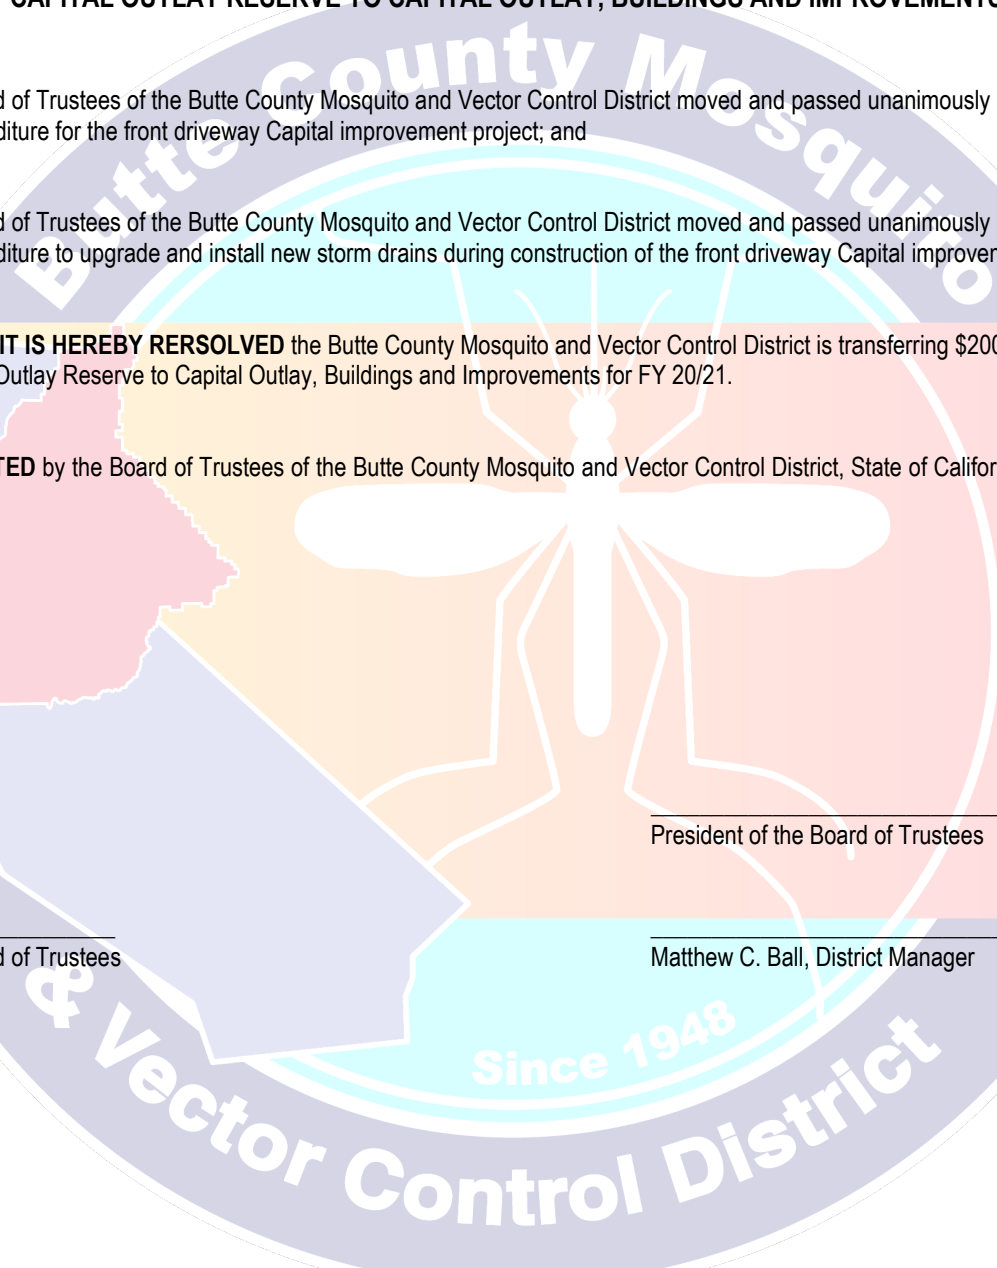 CAPITAL OUTLAY RESERVE TO CAPITAL OUTLAY, BUILDINGS AND IMPROVEMENTS
d of Trustees of the Butte County Mosquito and Vector Control District moved and passed unanimously
diture for the front driveway Capital improvement project; and
d of Trustees of the Butte County Mosquito and Vector Control District moved and passed unanimously
diture to upgrade and install new storm drains during construction of the front driveway Capital improvem
IT IS HEREBY RERSOLVED the Butte County Mosquito and Vector Control District is transferring $200
Outlay Reserve to Capital Outlay, Buildings and Improvements for FY 20/21.
TED by the Board of Trustees of the Butte County Mosquito and Vector Control District, State of Califor
President of the Board of Trustees
d of Trustees
Matthew C. Ball, District Manager
Butte County Mosquito
& Vector Control District
Since 1948